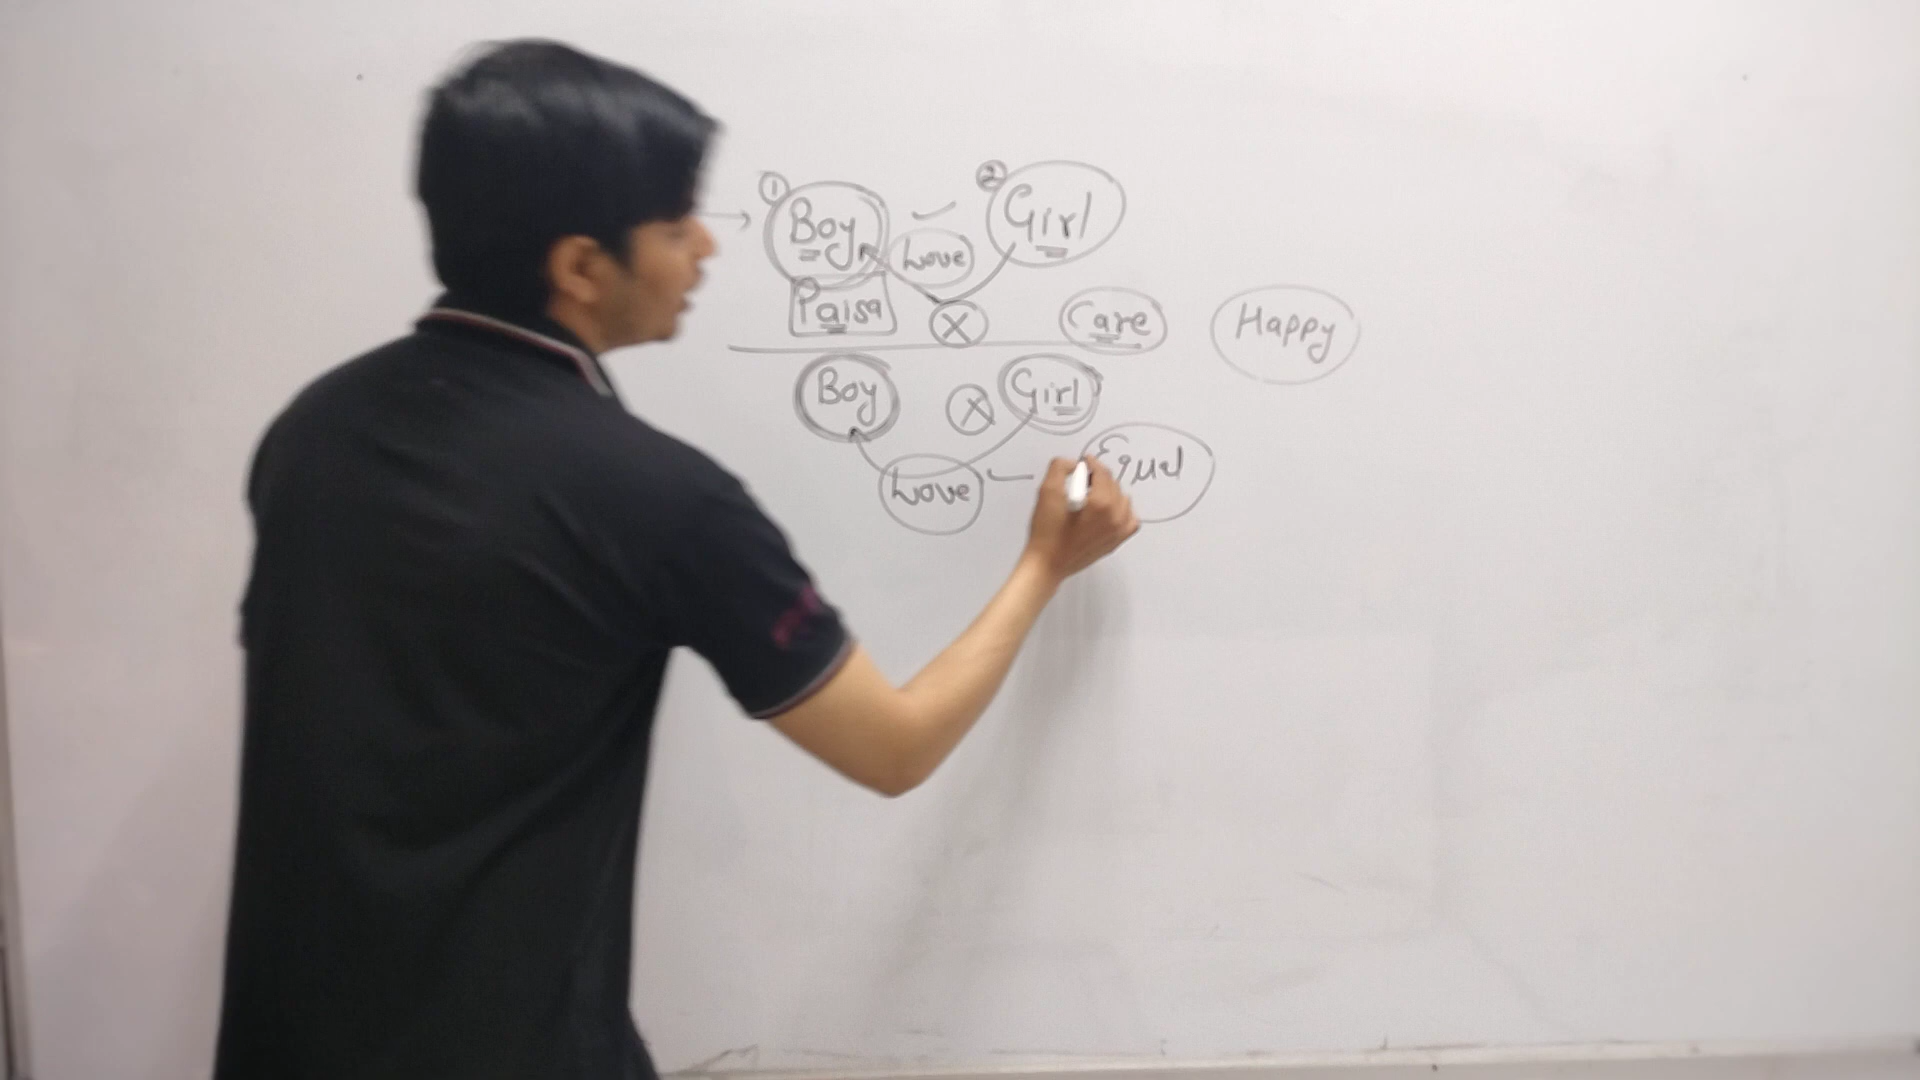 1 2
Boy Love Girl
Paisa X Care Happy
Boy X Girl
Love Equal